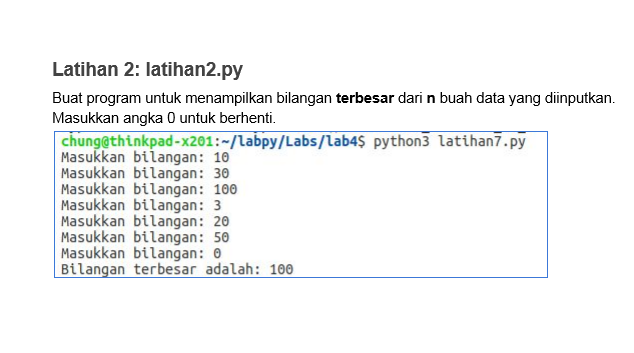 Latihan 2: latihan2.py
Buat program untuk menampilkan bilangan terbesar dari n buah data yang diinputkan.
Masukkan angka 0 untuk berhenti.
chung@thinkpad-x201:~/labpy/Labs/lab4$ python3 latihan7.py
Masukkan bilangan: 10
Masukkan bilangan: 30
Masukkan bilangan: 100
Masukkan bilangan: 3
Masukkan bilangan: 20
Masukkan bilangan: 50
Masukkan bilangan: 0
Bilangan terbesar adalah: 100